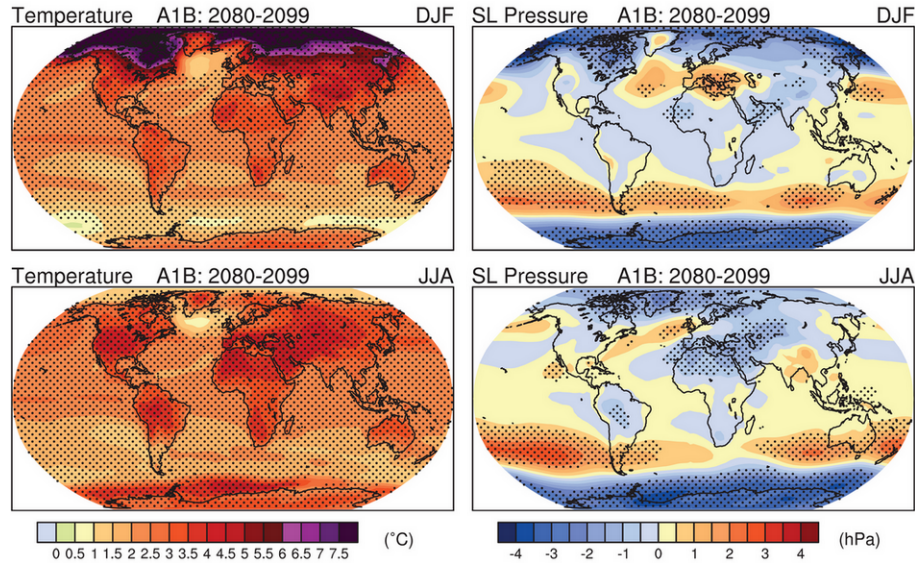 Temperature A1B: 2080-2099 DJF
SL Pressure A1B: 2080-2099 DJF
Temperature A1B: 2080-2099 JJA
SL Pressure A1B: 2080-2099 JJA
0 0.5 1 1.5 2 2.5 3 3.5 4 4.5 5 5.5 6 6.5 7 7.5 (°C)
-4 -3 -2 -1 0 1 2 3 4 (hPa)